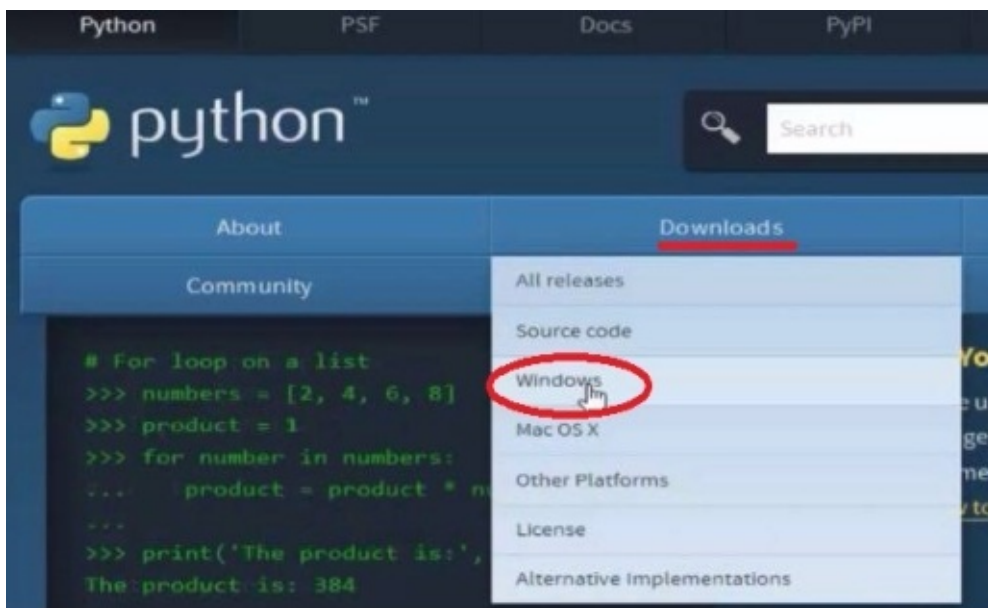 Python PSF Docs PyPI
python™
Search
About Downloads
Community
All releases
Source code
Windows
Mac OS X
Other Platforms
License
Alternative Implementations
# For loop on a list
>>> numbers = [2, 4, 6, 8]
>>> product = 1
>>> for number in numbers:
... product = product *
...
>>> print('The product is:',
The product is: 384